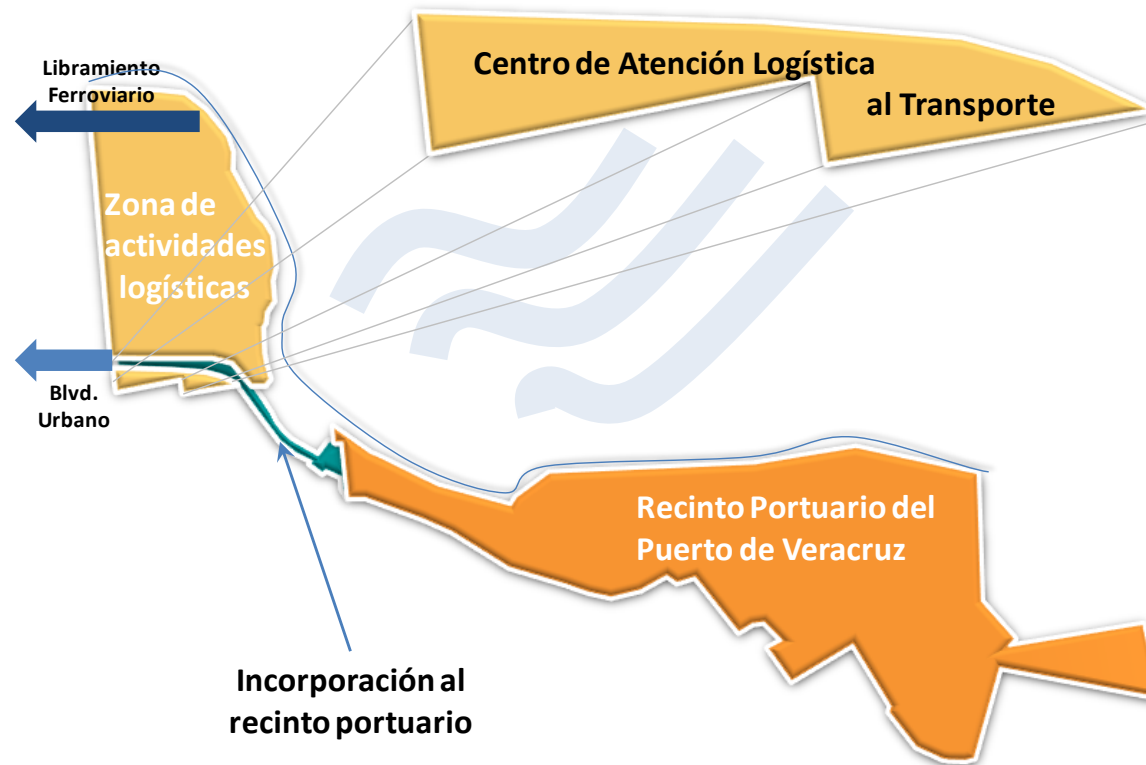 Centro de Atención Logística
al Transporte
Libramiento
Ferroviario
Zona de
actividades
logísticas
Blvd.
Urbano
Recinto Portuario del
Puerto de Veracruz
Incorporación al
recinto portuario